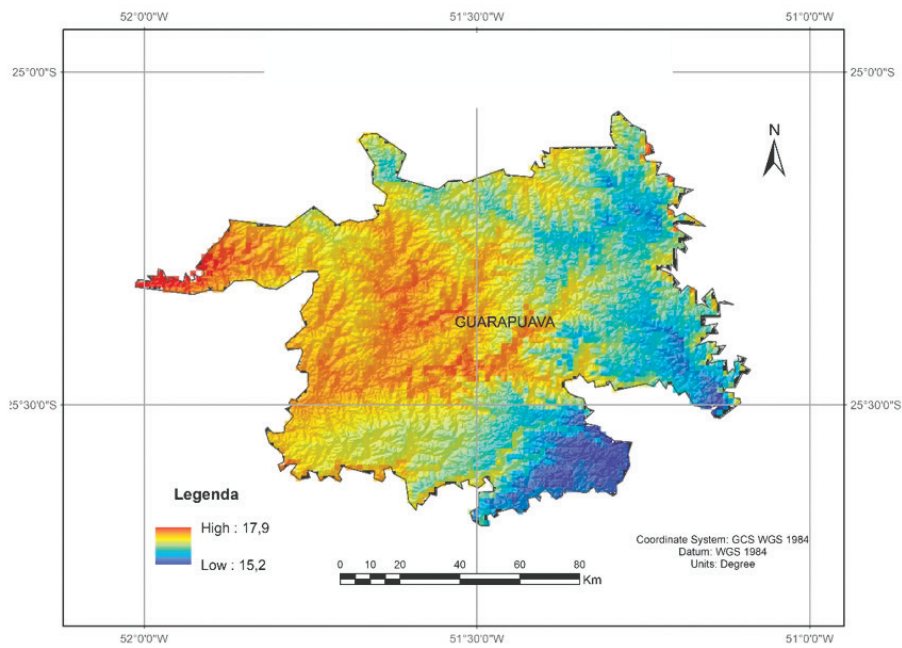 52°0'0"W
51°30'0"W
51°0'0"W
25°0'0"S
25°0'0"S
N
GUARAPUAVA
5°30'0"S
25°30'0"S
Legenda
High : 17,9
Low : 15,2
Coordinate System: GCS WGS 1984
Datum: WGS 1984
Units: Degree
0 10 20 40 60 80
Km
52°0'0"W
51°30'0"W
51°0'0"W